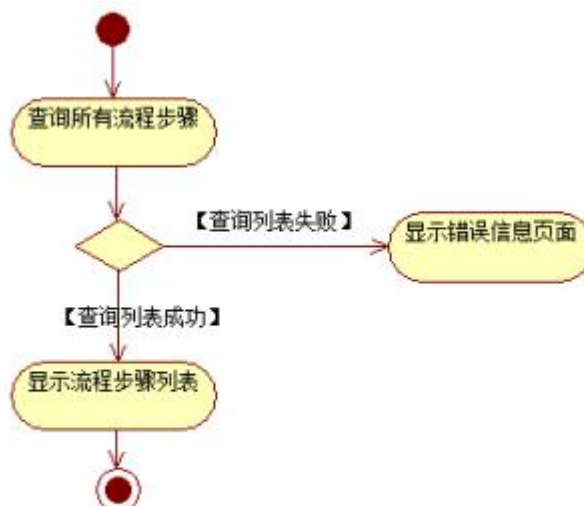 查询所有流程步骤
【查询列表失败】
显示错误信息页面
【查询列表成功】
显示流程步骤列表